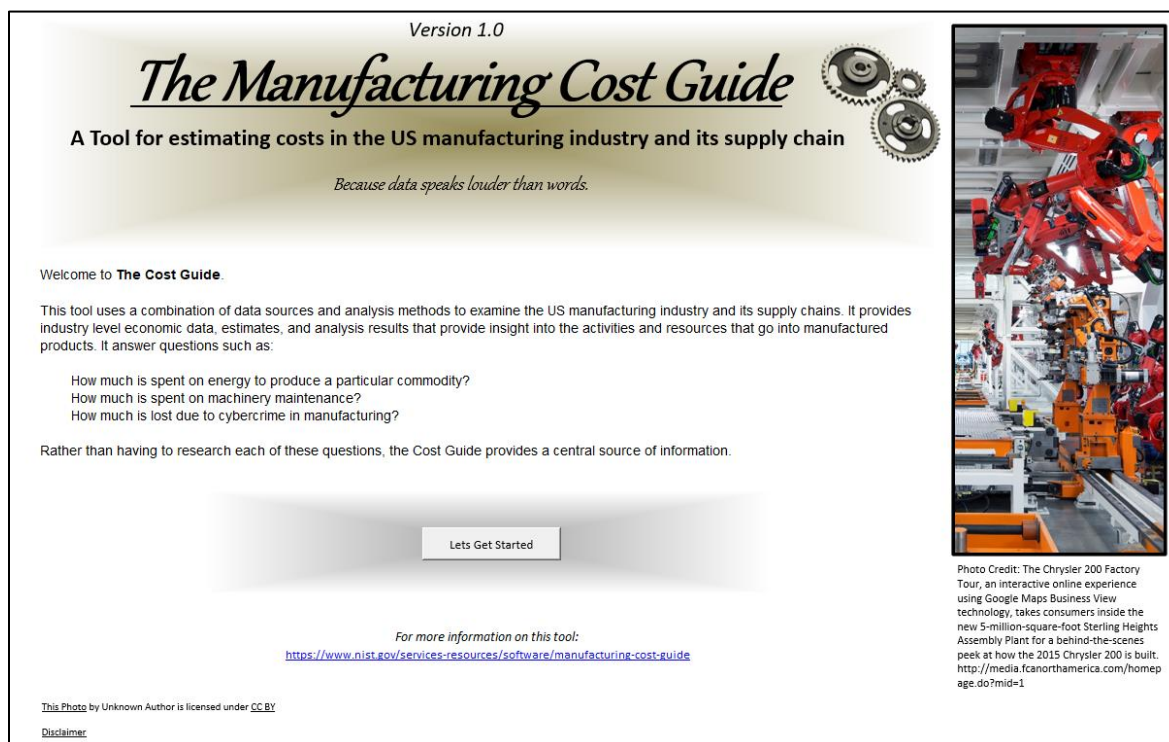 Version 1.0
The Manufacturing Cost Guide
A Tool for estimating costs in the US manufacturing industry and its supply chain
Because data speaks louder than words.
Welcome to The Cost Guide.
This tool uses a combination of data sources and analysis methods to examine the US manufacturing industry and its supply chains. It provides
industry level economic data, estimates, and analysis results that provide insight into the activities and resources that go into manufactured
products. It answer questions such as:
How much is spent on energy to produce a particular commodity?
How much is spent on machinery maintenance?
How much is lost due to cybercrime in manufacturing?
Rather than having to research each of these questions, the Cost Guide provides a central source of information.
Lets Get Started
For more information on this tool:
https://www.nist.gov/services-resources/software/manufacturing-cost-guide
This Photo by Unknown Author is licensed under CC BY
Disclaimer
Photo Credit: The Chrysler 200 Factory
Tour, an interactive online experience
using Google Maps Business View
technology, takes consumers inside the
new 5-million-square-foot Sterling Heights
Assembly Plant for a behind-the-scenes
peek at how the 2015 Chrysler 200 is built.
http://media.fcanorthamerica.com/homep
age.do?mid=1